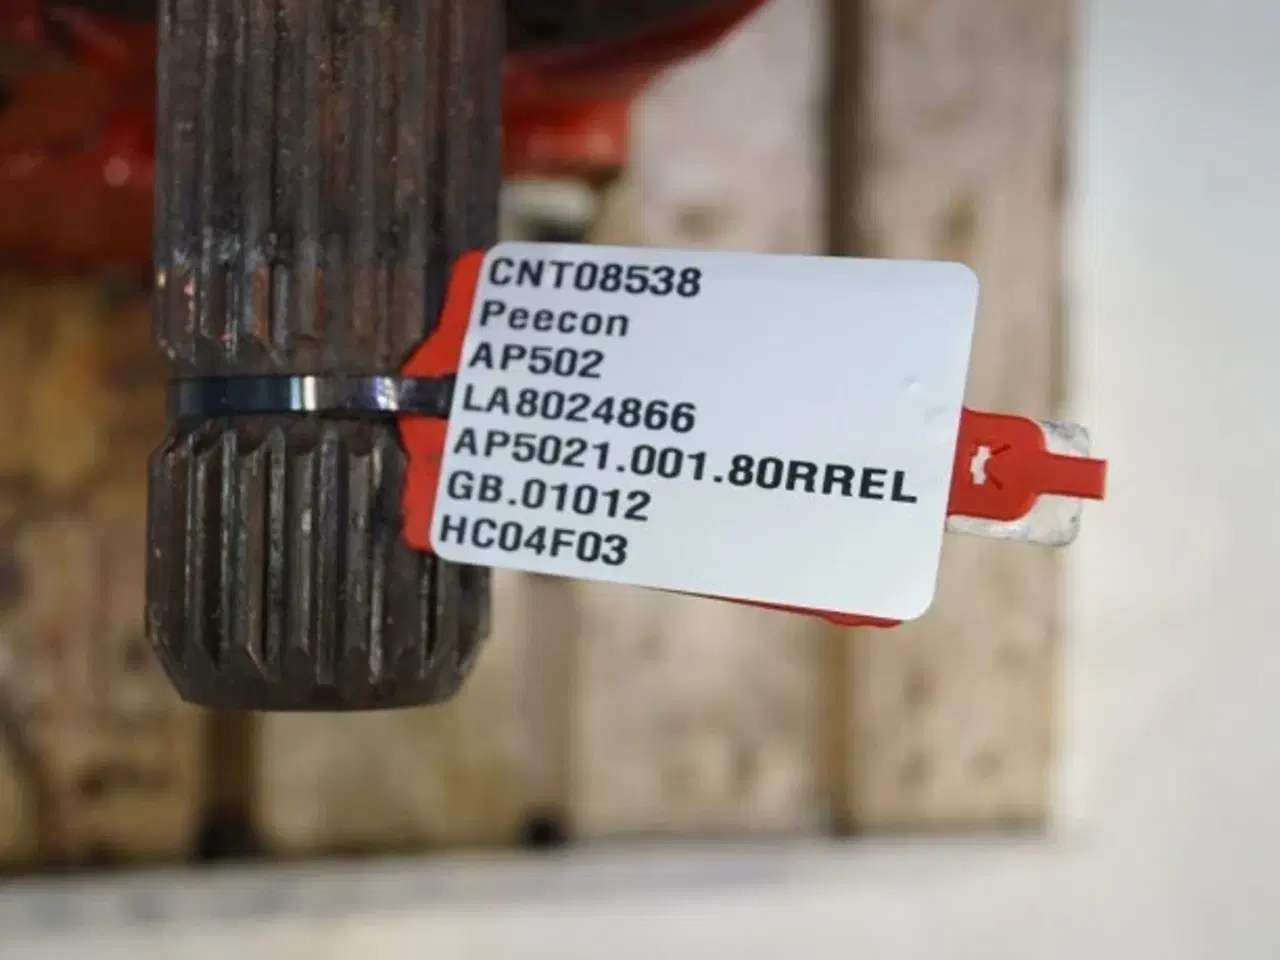 CNT08538
Peecon
AP502
LA8024866
AP5021.001.80RREL
GB.01012
HC04F03